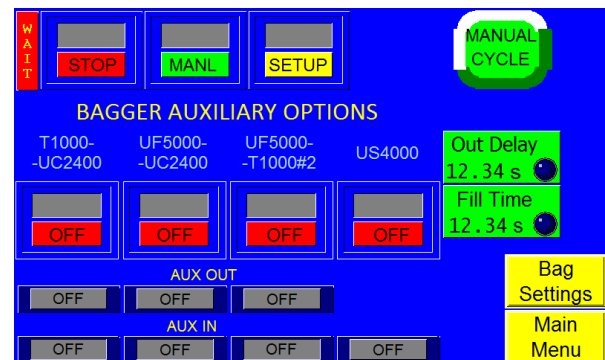 WAIT
STOP
MANL
SETUP
MANUAL
CYCLE
BAGGER AUXILIARY OPTIONS
T1000-
-UC2400
UF5000-
-UC2400
UF5000-
-T1000#2
US4000
Out Delay
12.34 s
Fill Time
12.34 s
OFF
OFF
OFF
OFF
AUX OUT
OFF
OFF
OFF
Bag
Settings
AUX IN
OFF
OFF
OFF
OFF
Main
Menu